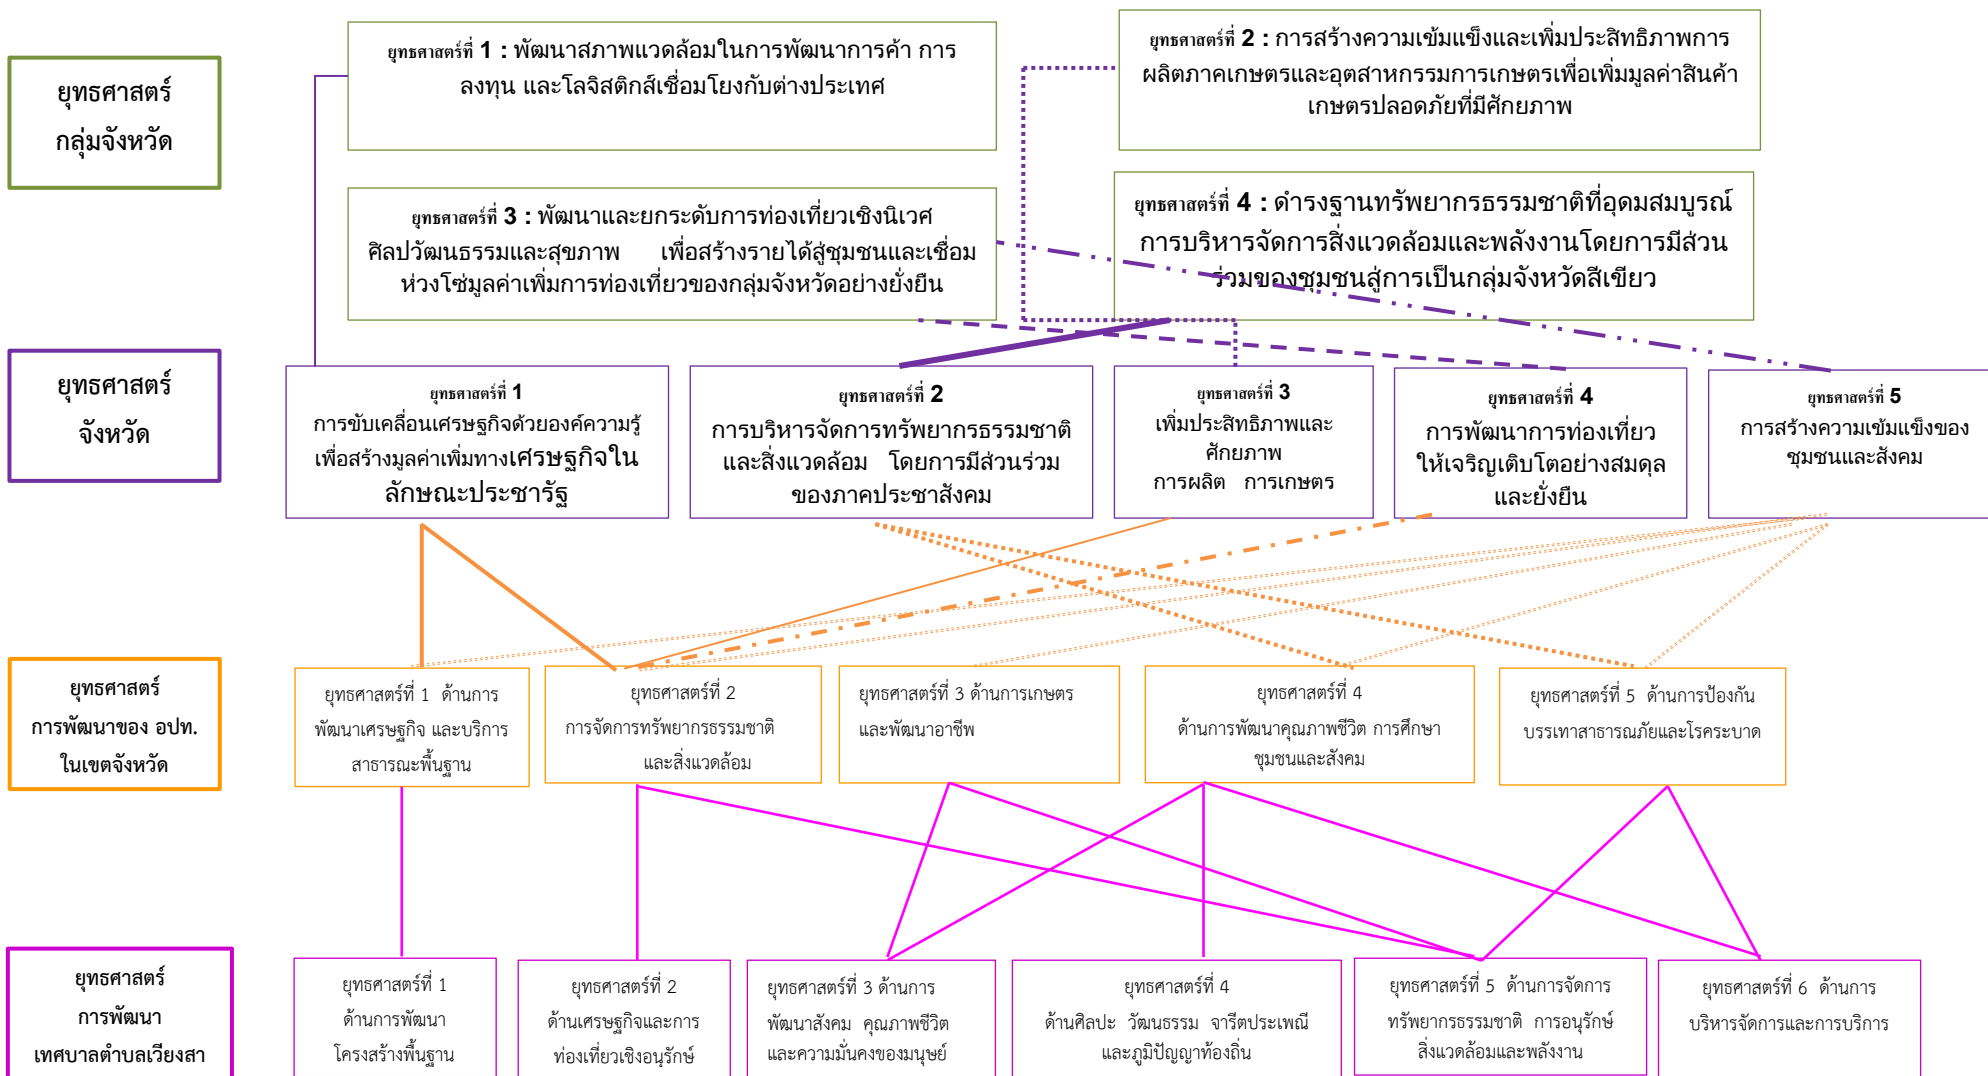 ยุทธศาสตร์
กลุ่มจังหวัด
ยุทธศาสตร์ที่ 1 : พัฒนาสภาพแวดล้อมในการพัฒนาการค้า การ
ลงทุน และโลจิสติกส์เชื่อมโยงกับต่างประเทศ
ยุทธศาสตร์ที่ 2 : การสร้างความเข้มแข็งและเพิ่มประสิทธิภาพการ
ผลิตภาคเกษตรและอุตสาหกรรมการเกษตรเพื่อเพิ่มมูลค่าสินค้า
เกษตรปลอดภัยที่มีศักยภาพ
ยุทธศาสตร์ที่ 3 : พัฒนาและยกระดับการท่องเที่ยวเชิงนิเวศ
ศิลปวัฒนธรรมและสุขภาพ เพื่อสร้างรายได้สู่ชุมชนและเชื่อม
ห่วงโซ่มูลค่าเพิ่มการท่องเที่ยวของกลุ่มจังหวัดอย่างยั่งยืน
ยุทธศาสตร์ที่ 4 : ดำรงฐานทรัพยากรธรรมชาติที่อุดมสมบูรณ์
การบริหารจัดการสิ่งแวดล้อมและพลังงานโดยการมีส่วน
ร่วมของชุมชนสู่การเป็นกลุ่มจังหวัดสีเขียว
ยุทธศาสตร์
จังหวัด
ยุทธศาสตร์ที่ 1
การขับเคลื่อนเศรษฐกิจด้วยองค์ความรู้
เพื่อสร้างมูลค่าเพิ่มทางเศรษฐกิจใน
ลักษณะประชารัฐ
ยุทธศาสตร์ที่ 2
การบริหารจัดการทรัพยากรธรรมชาติ
และสิ่งแวดล้อม โดยการมีส่วนร่วม
ของภาคประชาสังคม
ยุทธศาสตร์ที่ 3
เพิ่มประสิทธิภาพและ
ศักยภาพ
การผลิต การเกษตร
ยุทธศาสตร์ที่ 4
การพัฒนาการท่องเที่ยว
ให้เจริญเติบโตอย่างสมดุล
และยั่งยืน
ยุทธศาสตร์ที่ 5
การสร้างความเข้มแข็งของ
ชุมชนและสังคม
ยุทธศาสตร์
การพัฒนาของ อปท.
ในเขตจังหวัด
ยุทธศาสตร์ที่ 1 ด้านการ
พัฒนาเศรษฐกิจ และบริการ
สาธารณะพื้นฐาน
ยุทธศาสตร์ที่ 2
การจัดการทรัพยากรธรรมชาติ
และสิ่งแวดล้อม
ยุทธศาสตร์ที่ 3 ด้านการเกษตร
และพัฒนาอาชีพ
ยุทธศาสตร์ที่ 4
ด้านการพัฒนาคุณภาพชีวิต การศึกษา
ชุมชนและสังคม
ยุทธศาสตร์ที่ 5 ด้านการป้องกัน
บรรเทาสาธารณภัยและโรคระบาด
ยุทธศาสตร์
การพัฒนา
เทศบาลตำบลเวียงสา
ยุทธศาสตร์ที่ 1
ด้านการพัฒนา
โครงสร้างพื้นฐาน
ยุทธศาสตร์ที่ 2
ด้านเศรษฐกิจและการ
ท่องเที่ยวเชิงอนุรักษ์
ยุทธศาสตร์ที่ 3 ด้านการ
พัฒนาสังคม คุณภาพชีวิต
และความมั่นคงของมนุษย์
ยุทธศาสตร์ที่ 4
ด้านศิลปะ วัฒนธรรม จารีตประเพณี
และภูมิปัญญาท้องถิ่น
ยุทธศาสตร์ที่ 5 ด้านการจัดการ
ทรัพยากรธรรมชาติ การอนุรักษ์
สิ่งแวดล้อมและพลังงาน
ยุทธศาสตร์ที่ 6 ด้านการ
บริหารจัดการและการบริการ